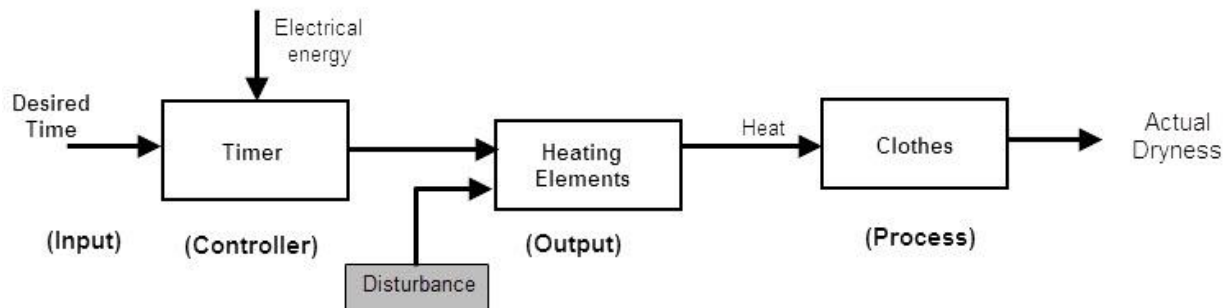 Electrical
energy
Desired
Time
Timer
Heating
Elements
Heat
Clothes
Actual
Dryness
(Input)
(Controller)
(Output)
(Process)
Disturbance